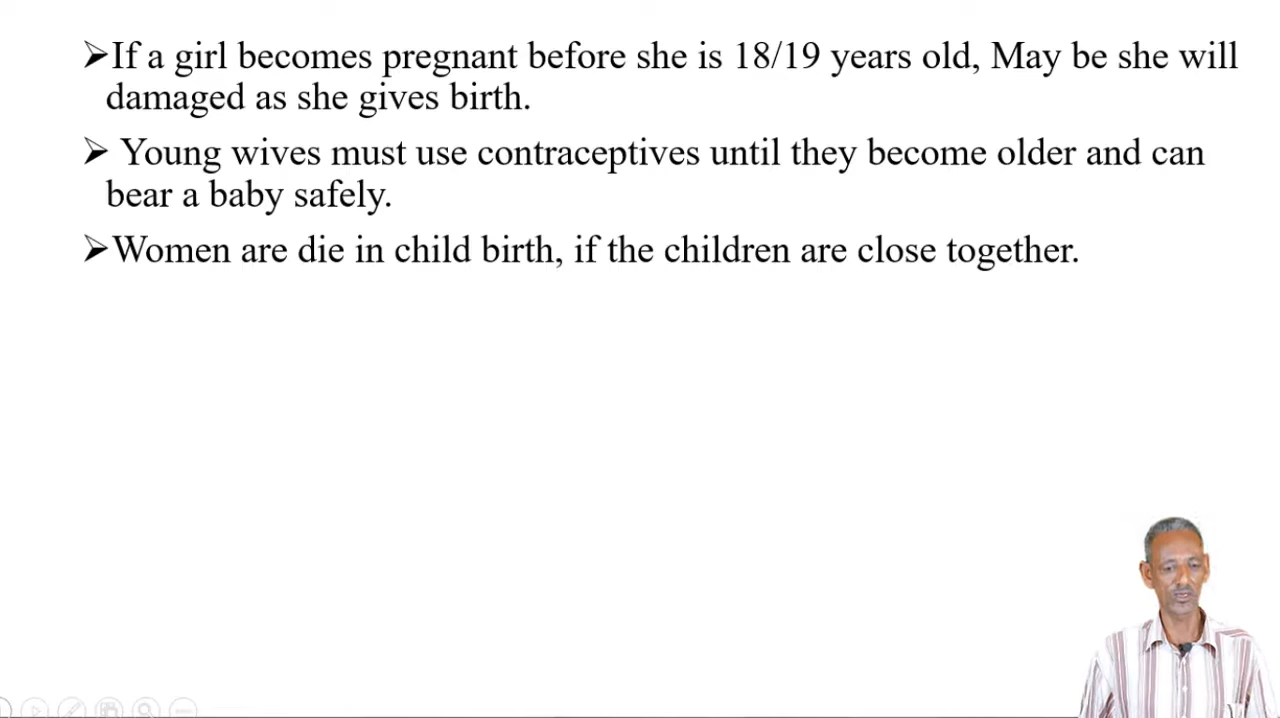 ➢If a girl becomes pregnant before she is 18/19 years old, May be she will
damaged as she gives birth.
➢ Young wives must use contraceptives until they become older and can
bear a baby safely.
➢Women are die in child birth, if the children are close together.